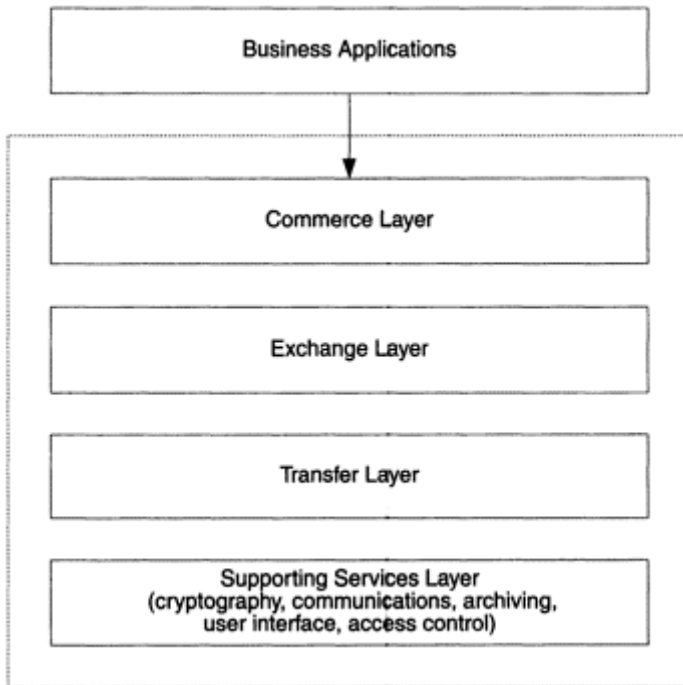 Business Applications
Commerce Layer
Exchange Layer
Transfer Layer
Supporting Services Layer
(cryptography, communications, archiving,
user interface, access control)